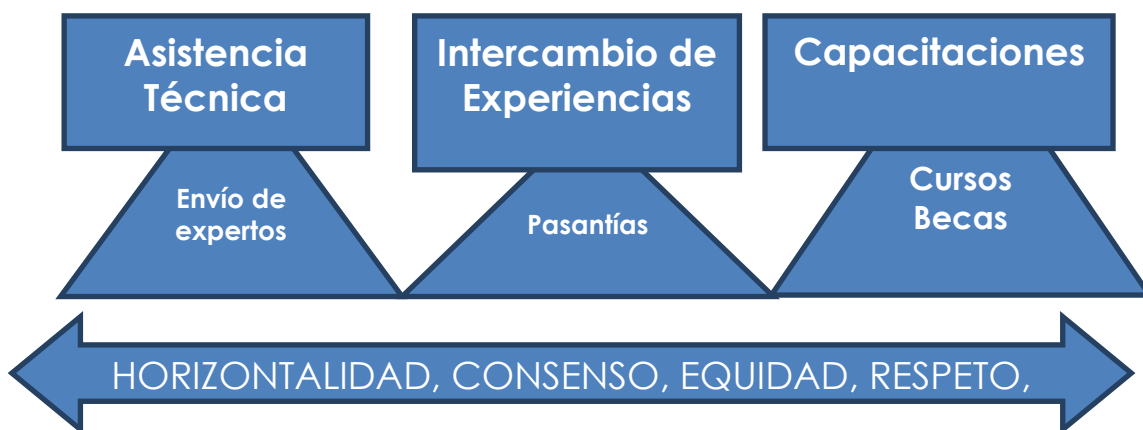 Asistencia
Técnica
Intercambio de
Experiencias
Capacitaciones
Envío de
expertos
Pasantías
Cursos
Becas
HORIZONTALIDAD, CONSENSO, EQUIDAD, RESPETO,